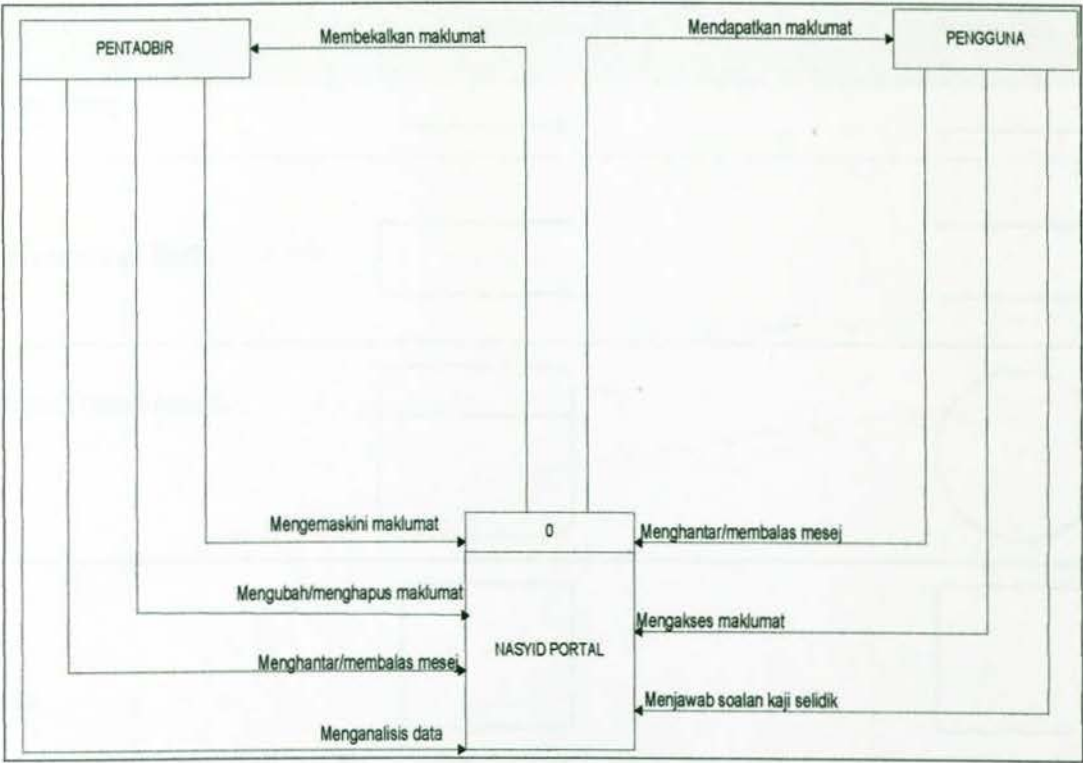 PENTADBIR
Membekalkan maklumat
Mendapatkan maklumat
PENGGUNA
Mengemaskini maklumat
0
Menghantar/membalas mesej
Mengubah/menghapus maklumat
Mengakses maklumat
NASYID PORTAL
Menghantar/membalas mesej
Menjawab soalan kaji selidik
Menganalisis data